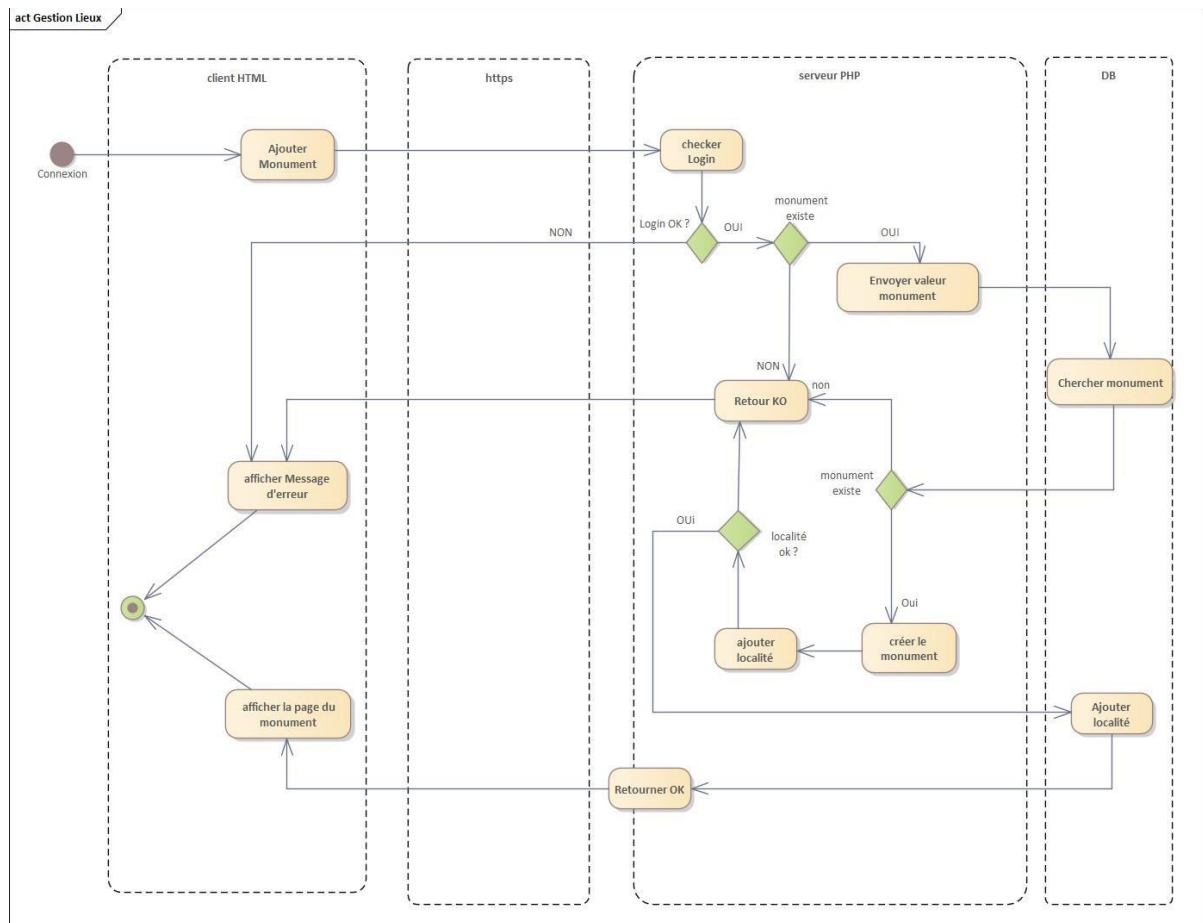 act Gestion Lieux
client HTML
https
serveur PHP
DB
Connexion
Ajouter
Monument
checker
Login
Login OK ?
OUI
NON
monument
existe
OUI
Envoyer valeur
monument
NON
Chercher monument
Retour KO
non
afficher Message
d'erreur
monument
existe
OUi
localité
ok ?
Oui
ajouter
localité
créer le
monument
afficher la page du
monument
Ajouter
localité
Retourner OK